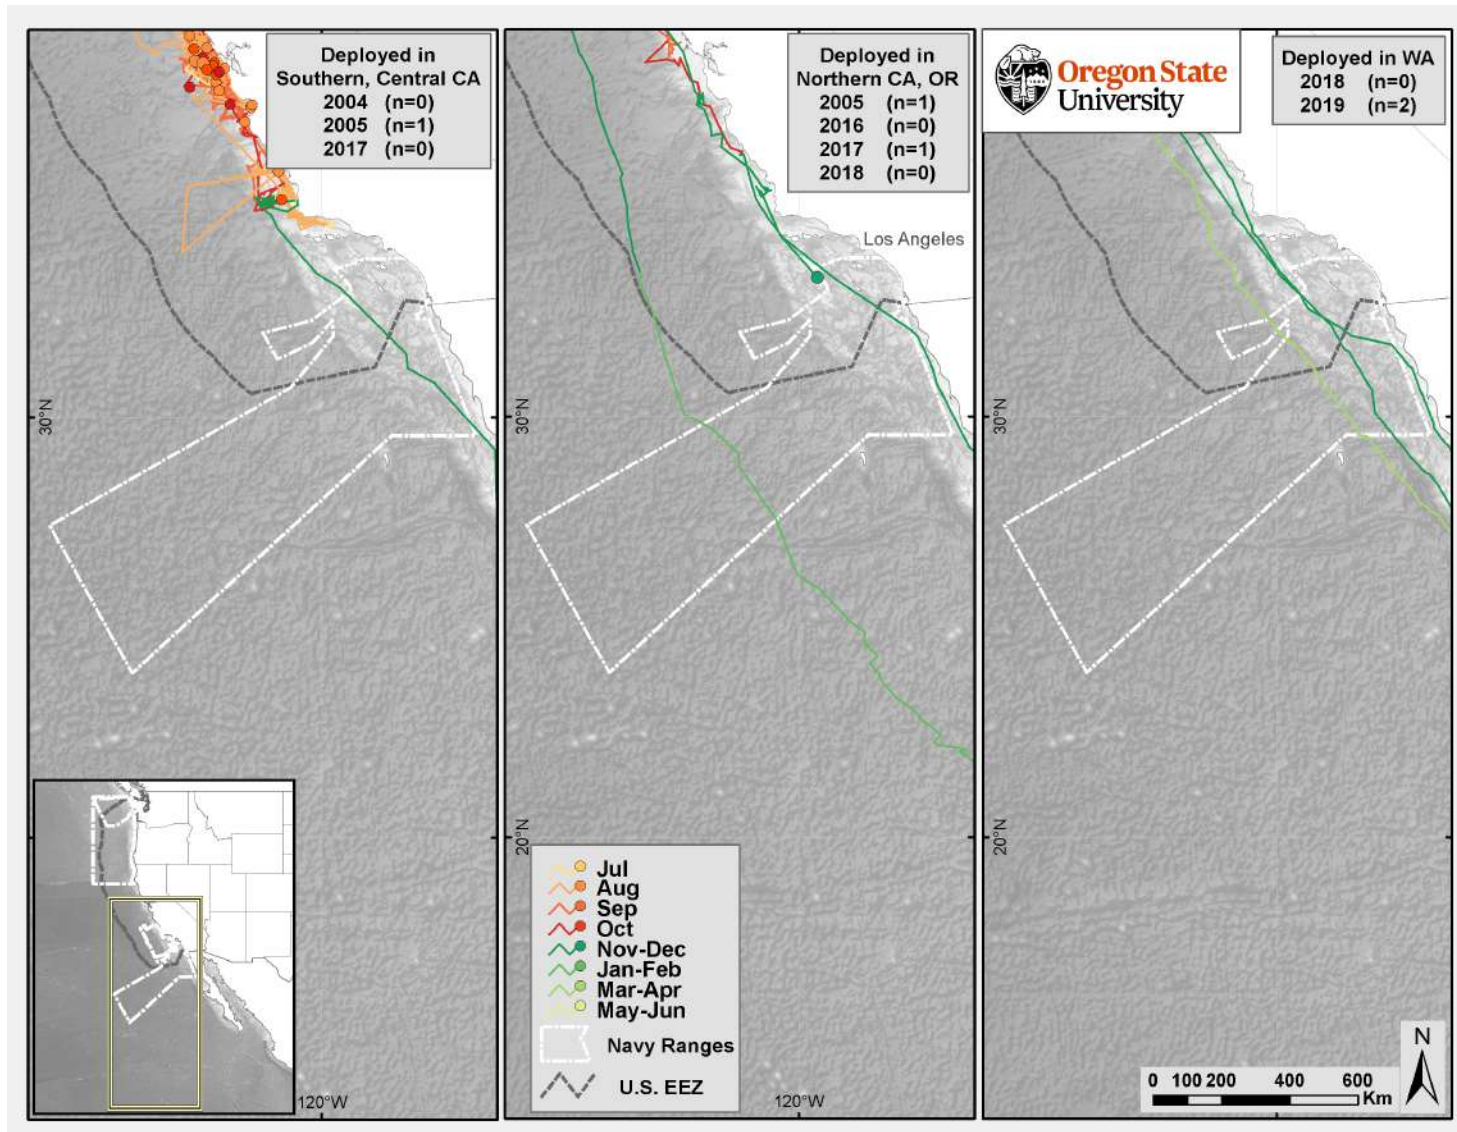 Deployed in
Southern, Central CA
2004 (n=0)
2005 (n=1)
2017 (n=0)
Deployed in
Northern CA, OR
2005 (n=1)
2016 (n=0)
2017 (n=1)
2018 (n=0)
Oregon State
University
Deployed in WA
2018 (n=0)
2019 (n=2)
Los Angeles
30°N
30°N
30°N
20°N
20°N
Jul
Aug
Sep
Oct
Nov-Dec
Jan-Feb
Mar-Apr
May-Jun
Navy Ranges
U.S. EEZ
120°W
120°W
N
0 100 200 400 600
Km